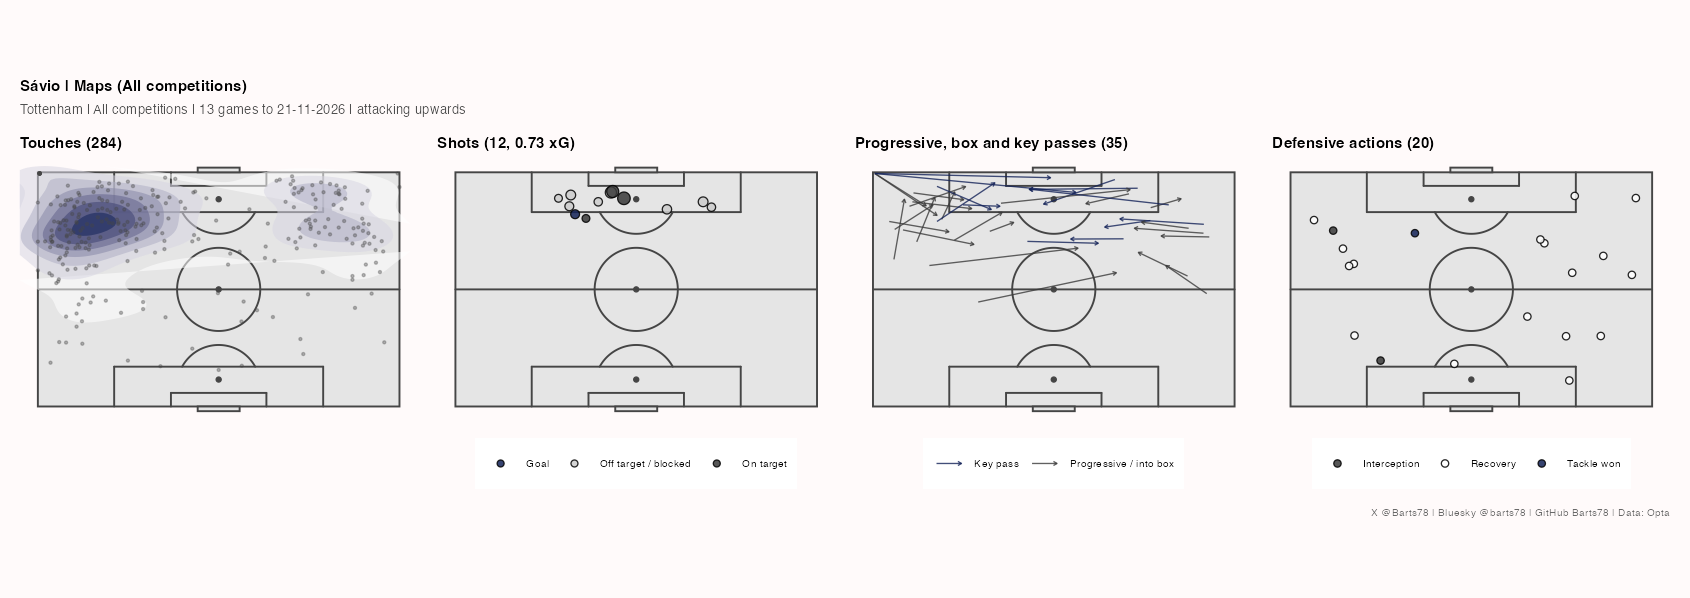 Sávio | Maps (All competitions)
Tottenham | All competitions | 13 games to 21-11-2026 | attacking upwards
Touches (284)
Shots (12, 0.73 xG)
Progressive, box and key passes (35)
Defensive actions (20)
Goal
Off target / blocked
On target
Key pass
Progressive / into box
Interception
Recovery
Tackle won
X @Barts78 | Bluesky @barts78 | GitHub Barts78 | Data: Opta